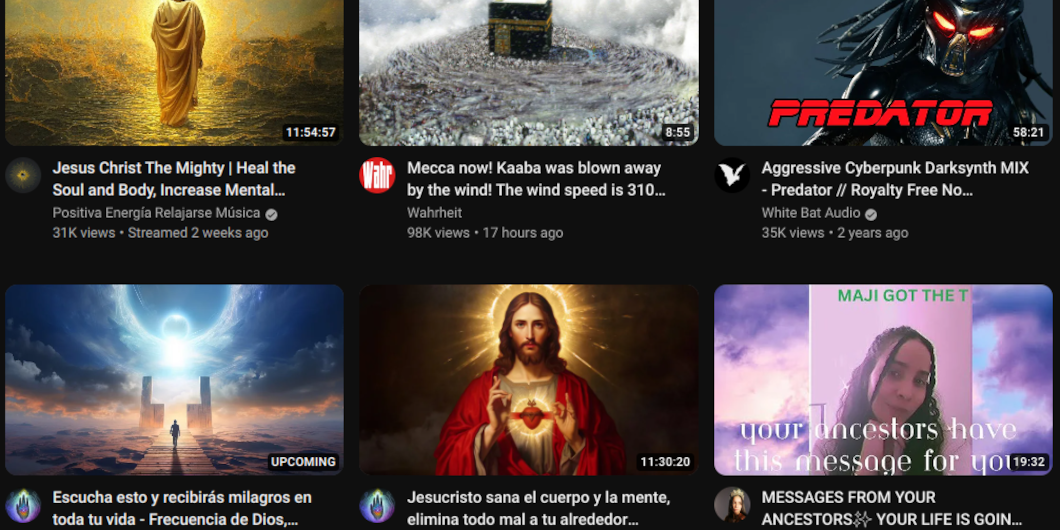 11:54:57
8:55
PREDATOR
58:21
Jesus Christ The Mighty | Heal the
Soul and Body, Increase Mental...
Positiva Energía Relajarse Música
31K views • Streamed 2 weeks ago
Wahr
Mecca now! Kaaba was blown away
by the wind! The wind speed is 310...
Wahrheit
98K views • 17 hours ago
Aggressive Cyberpunk Darksynth MIX
- Predator // Royalty Free No...
White Bat Audio
35K views • 2 years ago
UPCOMING
11:30:20
MAJI GOT THE T
your ancestors have
this message for you
19:32
Escucha esto y recibirás milagros en
toda tu vida - Frecuencia de Dios,...
Jesucristo sana el cuerpo y la mente,
elimina todo mal a tu alrededor...
MESSAGES FROM YOUR
ANCESTORS✨ YOUR LIFE IS GOIN...